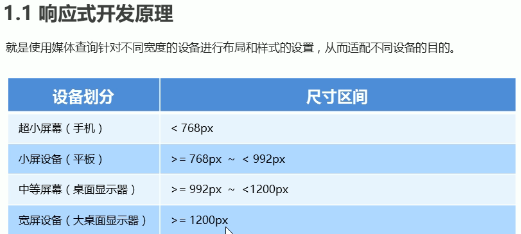 1.1 响应式开发原理
就是使用媒体查询针对不同宽度的设备进行布局和样式的设置，从而适配不同设备的目的。
设备划分 尺寸区间
超小屏幕（手机） < 768px
小屏设备（平板） >= 768px ~ < 992px
中等屏幕（桌面显示器） >= 992px ~ <1200px
宽屏设备（大桌面显示器） >= 1200px